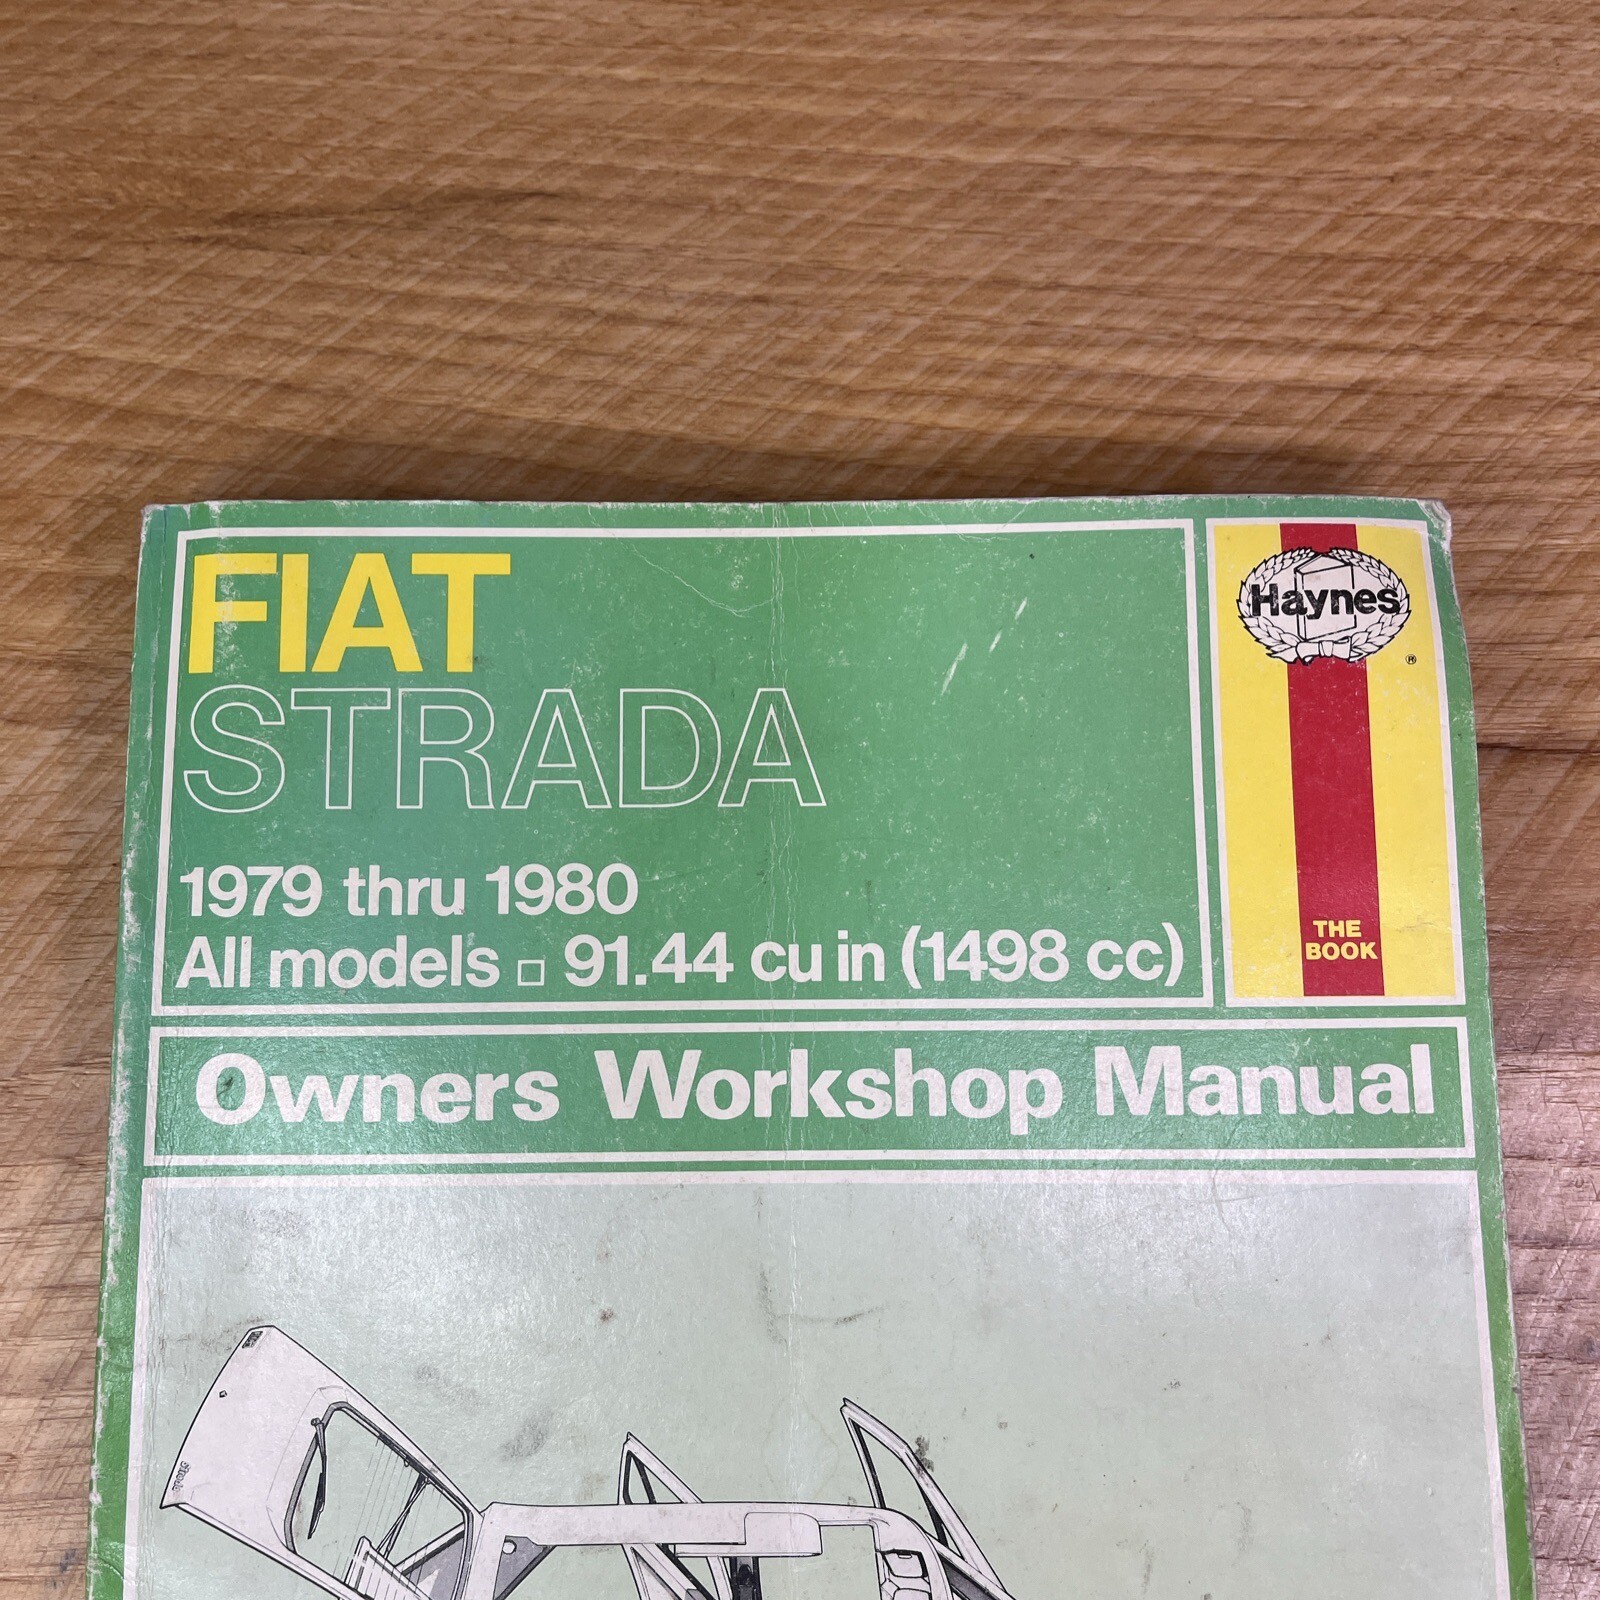 FIAT
STRADA
1979 thru 1980
All models □ 91.44 cu in (1498 cc)
Haynes
®
THE
BOOK
Owners Workshop Manual
Strada